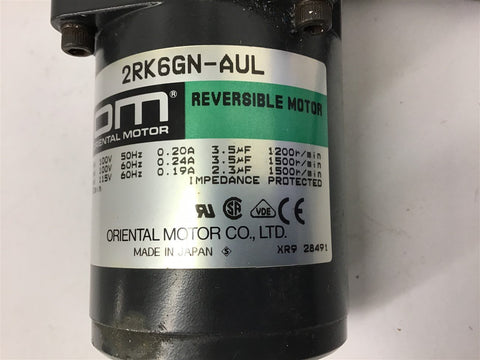 2RK6GN-AUL
om®
ORIENTAL MOTOR
REVERSIBLE MOTOR
100V 50Hz 0.20A 3.5µF 1200r/min
100V 60Hz 0.24A 3.5µF 1500r/min
115V 60Hz 0.19A 2.3µF 1500r/min
IMPEDANCE PROTECTED
VDE CE
ORIENTAL MOTOR CO., LTD.
MADE IN JAPAN S
XR9 28491